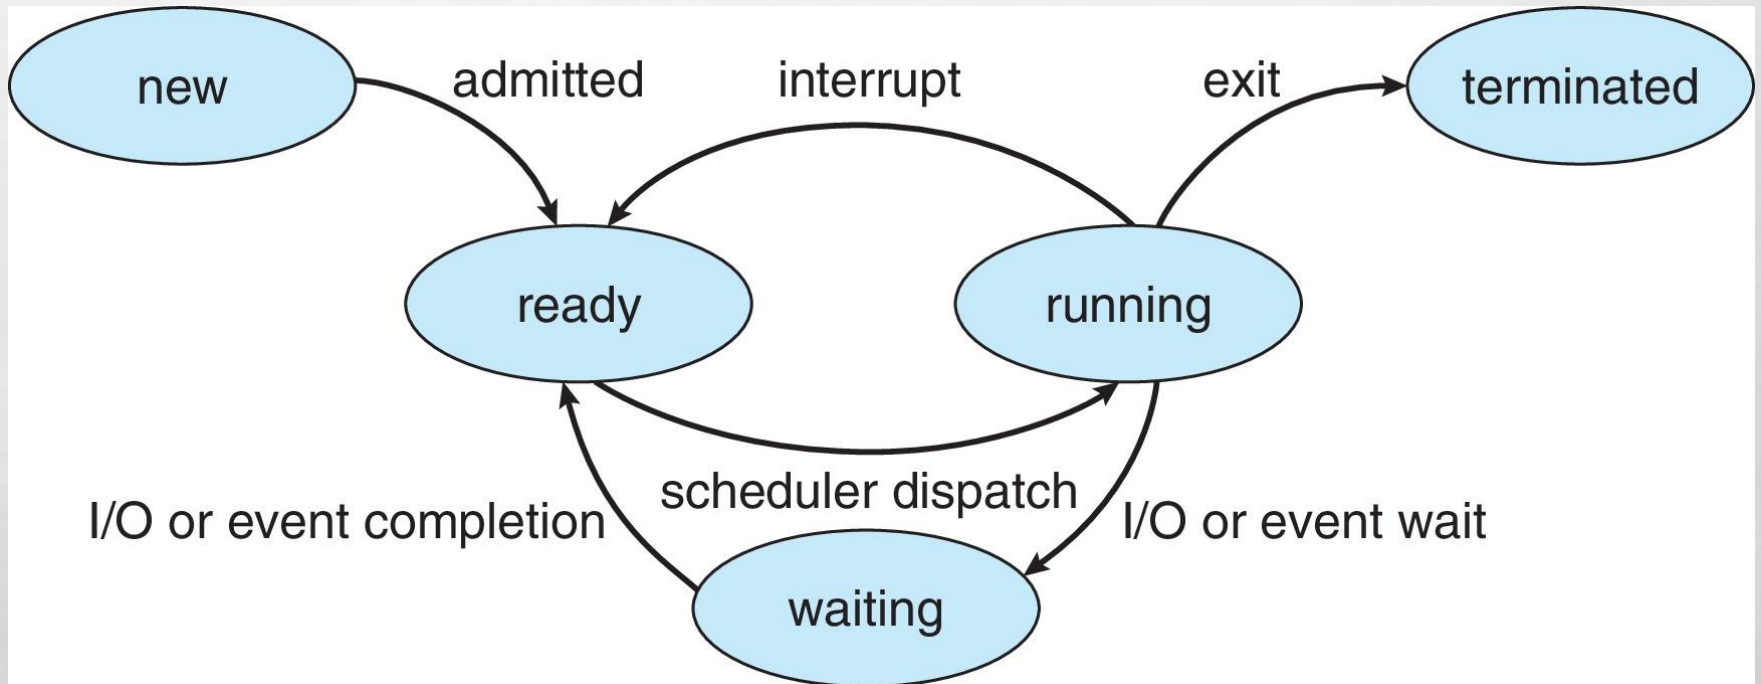 new
admitted
interrupt
exit
terminated
ready
running
scheduler dispatch
I/O or event completion
I/O or event wait
waiting